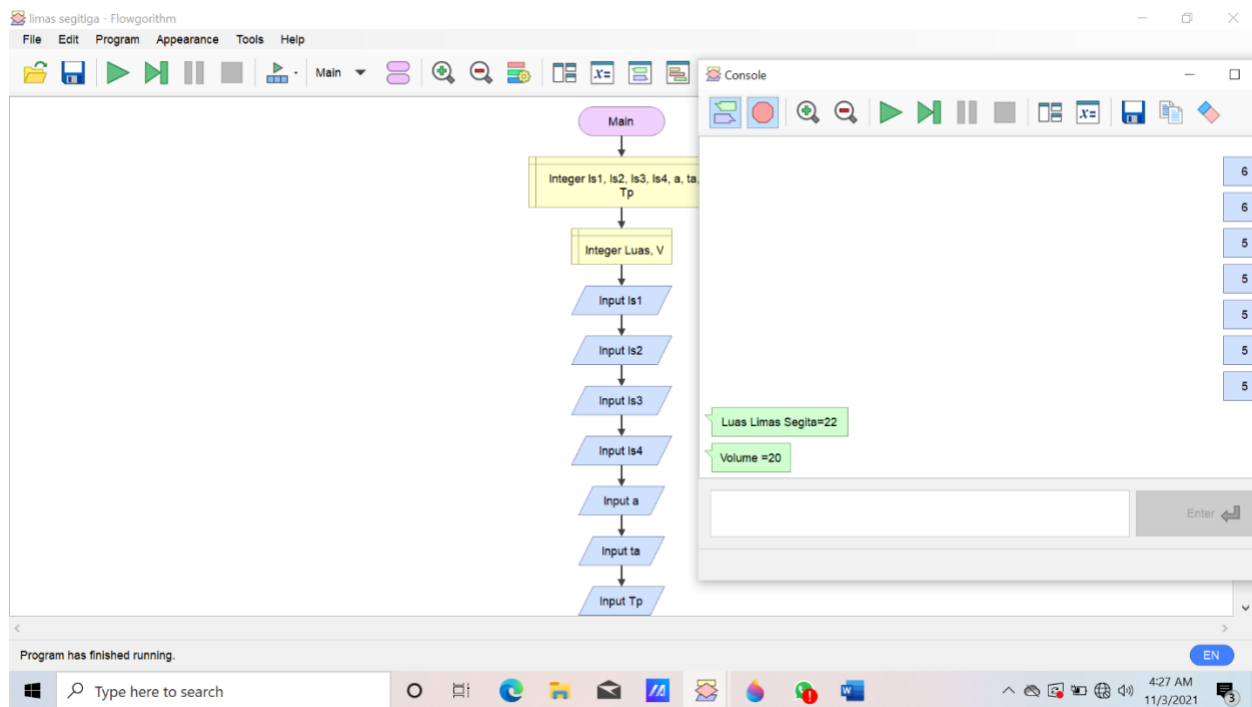 limas segitiga - Flowgorithm
File Edit Program Appearance Tools Help
Main
Console
Main
Integer ls1, ls2, ls3, ls4, a, ta,
Tp
Integer Luas, V
Input ls1
Input ls2
Input ls3
Input ls4
Input a
Input ta
Input Tp
6
6
5
5
5
5
5
Luas Limas Segita=22
Volume =20
Enter
Program has finished running.
EN
Type here to search
4:27 AM
11/3/2021
3